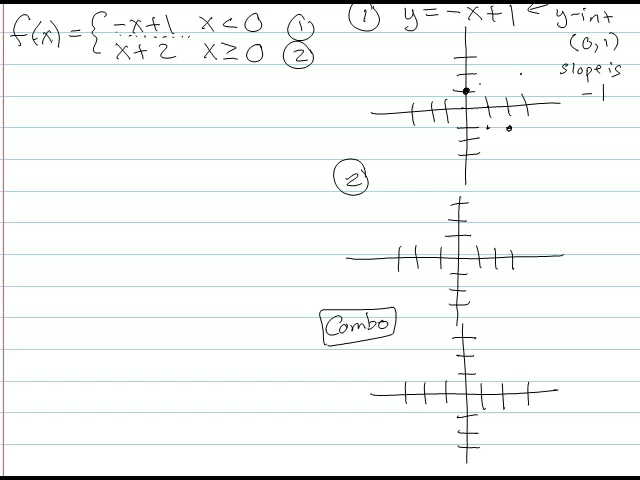 f(x) = { -x+1 x < 0 ①
x+2 x ≥ 0 ②
① y = -x+1 ← y-int
(0,1)
slope is
-1
②
Combo